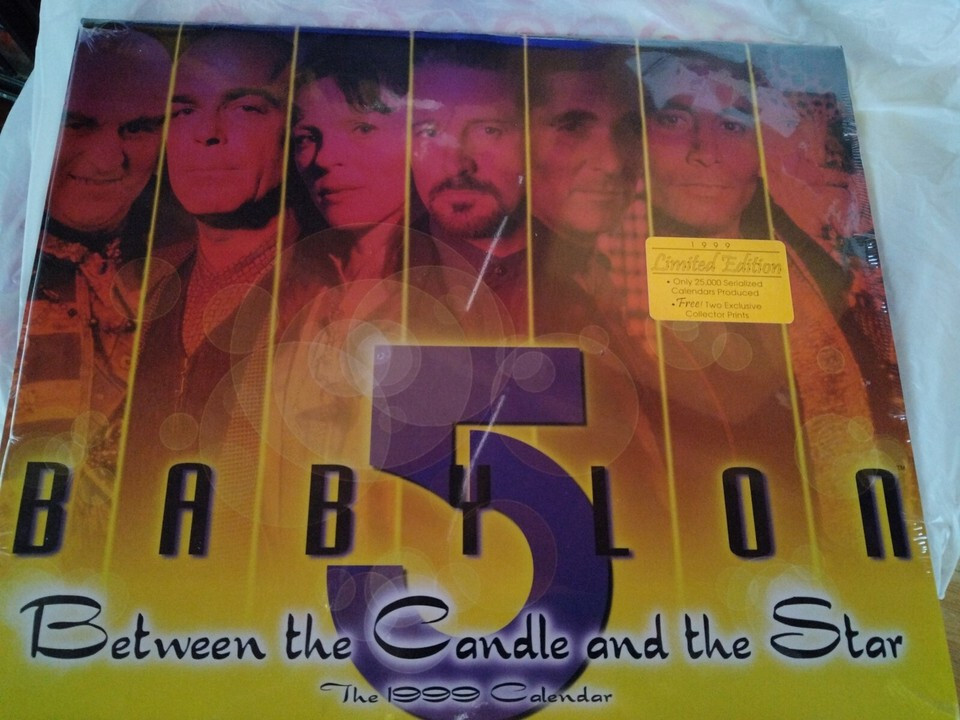 1999
Limited Edition
• Only 25,000 Serialized
Calendars Produced
• Free! Two Exclusive
Collector Prints
5
BABYLON™
Between the Candle and the Star
The 1999 Calendar